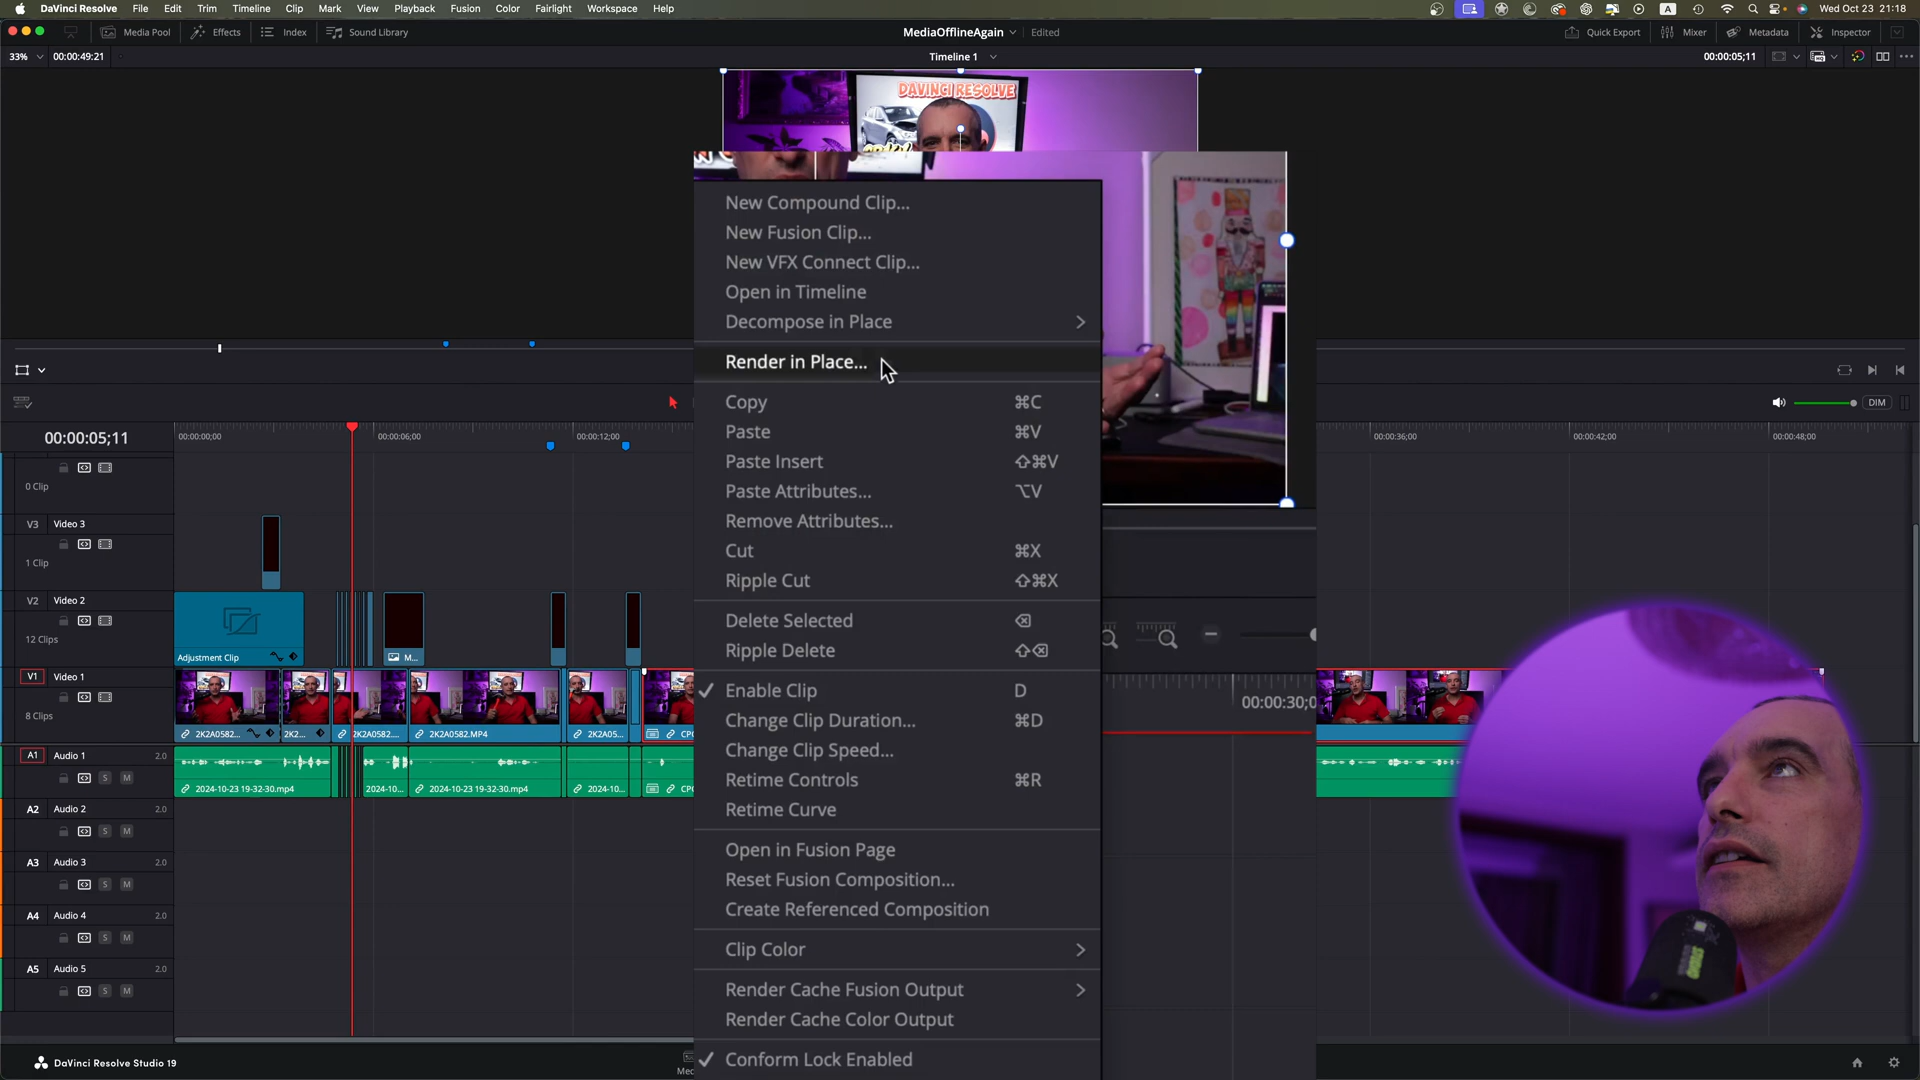 DaVinci Resolve File Edit Trim Timeline Clip Mark View Playback Fusion Color Fairlight Workspace Help A Wed Oct 23 21:18
Media Pool Effects Index Sound Library MediaOfflineAgain Edited Quick Export Mixer Metadata Inspector
33% 00:00:49:21 Timeline 1 00:00:05;11
DAVINCI RESOLVE
New Compound Clip...
New Fusion Clip...
New VFX Connect Clip...
Open in Timeline
Decompose in Place
Render in Place...
Copy ⌘C
Paste ⌘V
Paste Insert ⇧⌘V
Paste Attributes... ⌥V
Remove Attributes...
Cut ⌘X
Ripple Cut ⇧⌘X
Delete Selected ⌫
Ripple Delete ⇧⌫
Enable Clip D
Change Clip Duration... ⌘D
Change Clip Speed...
Retime Controls ⌘R
Retime Curve
Open in Fusion Page
Reset Fusion Composition...
Create Referenced Composition
Clip Color
Render Cache Fusion Output
Render Cache Color Output
Conform Lock Enabled
DIM
00:00:05;11 00:00:00;00 00:00:06;00 00:00:12;00 00:00:36;00 00:00:42;00 00:00:48;00
00:00:30;0
0 Clip
V3 Video 3
1 Clip
V2 Video 2
12 Clips
Adjustment Clip M...
V1 Video 1
8 Clips
2K2A0582... 2K2... 2K2A0582... 2K2A0582.MP4 2K2A05... CPC
A1 Audio 1 2.0
S M
2024-10-23 19-32-30.mp4 2024-10... 2024-10-23 19-32-30.mp4 2024-10... CPC
A2 Audio 2 2.0
S M
A3 Audio 3 2.0
S M
A4 Audio 4 2.0
S M
A5 Audio 5 2.0
S M
DaVinci Resolve Studio 19
Med